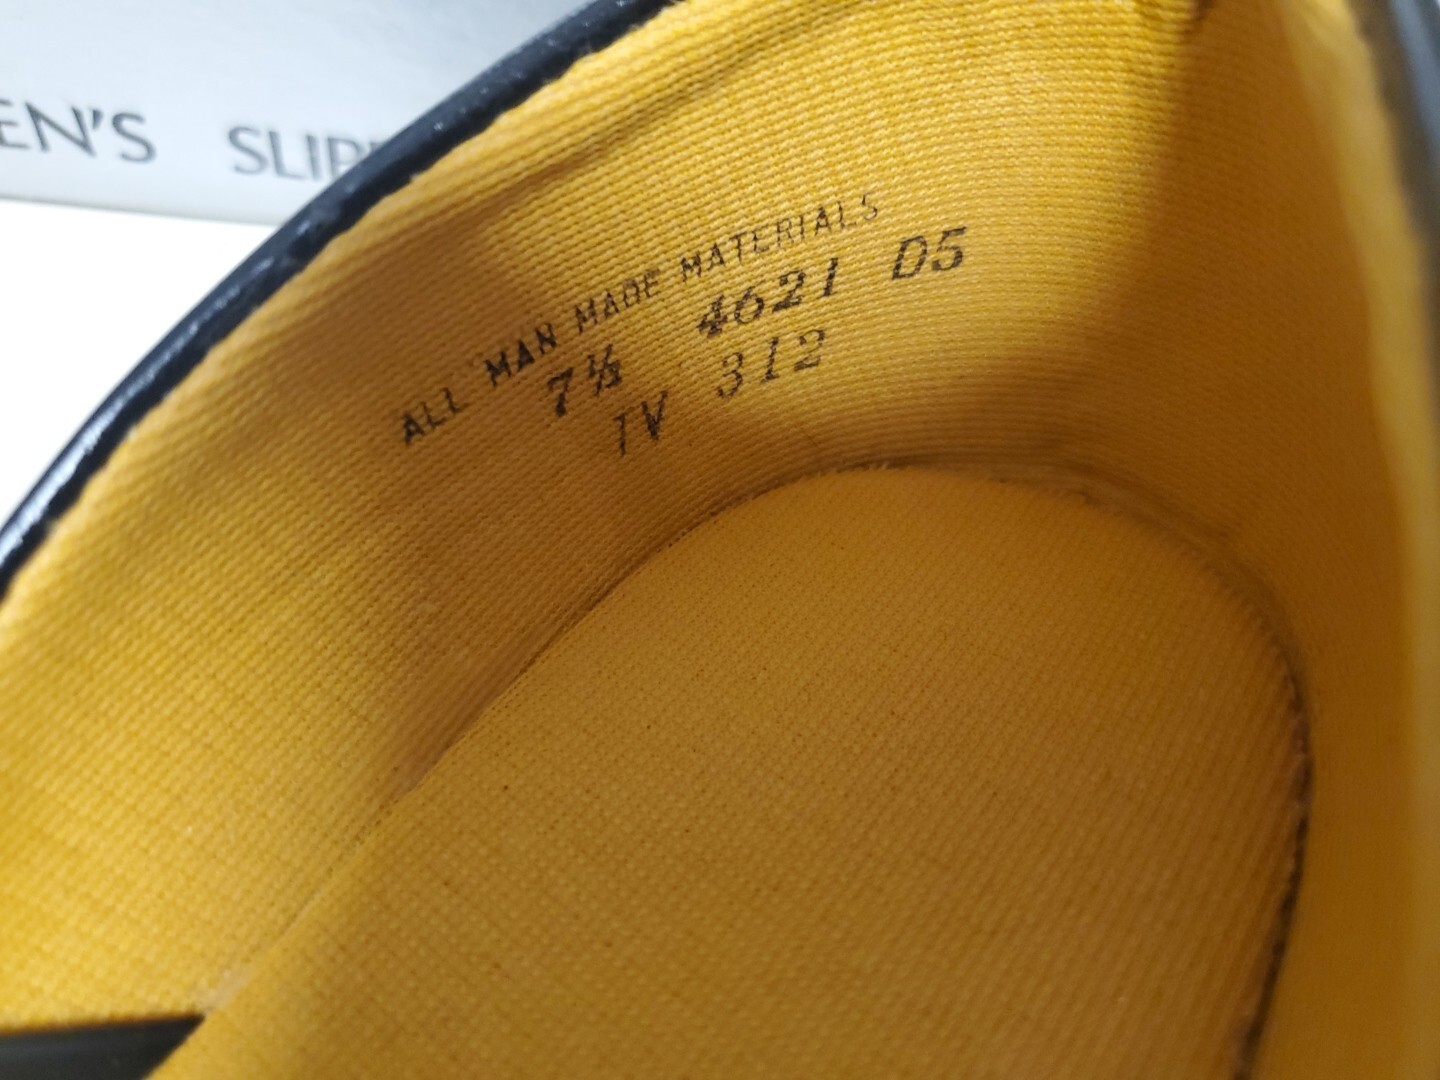 EN'S SLIP
ALL MAN MADE MATERIALS
7½ 4621 D5
IV 312